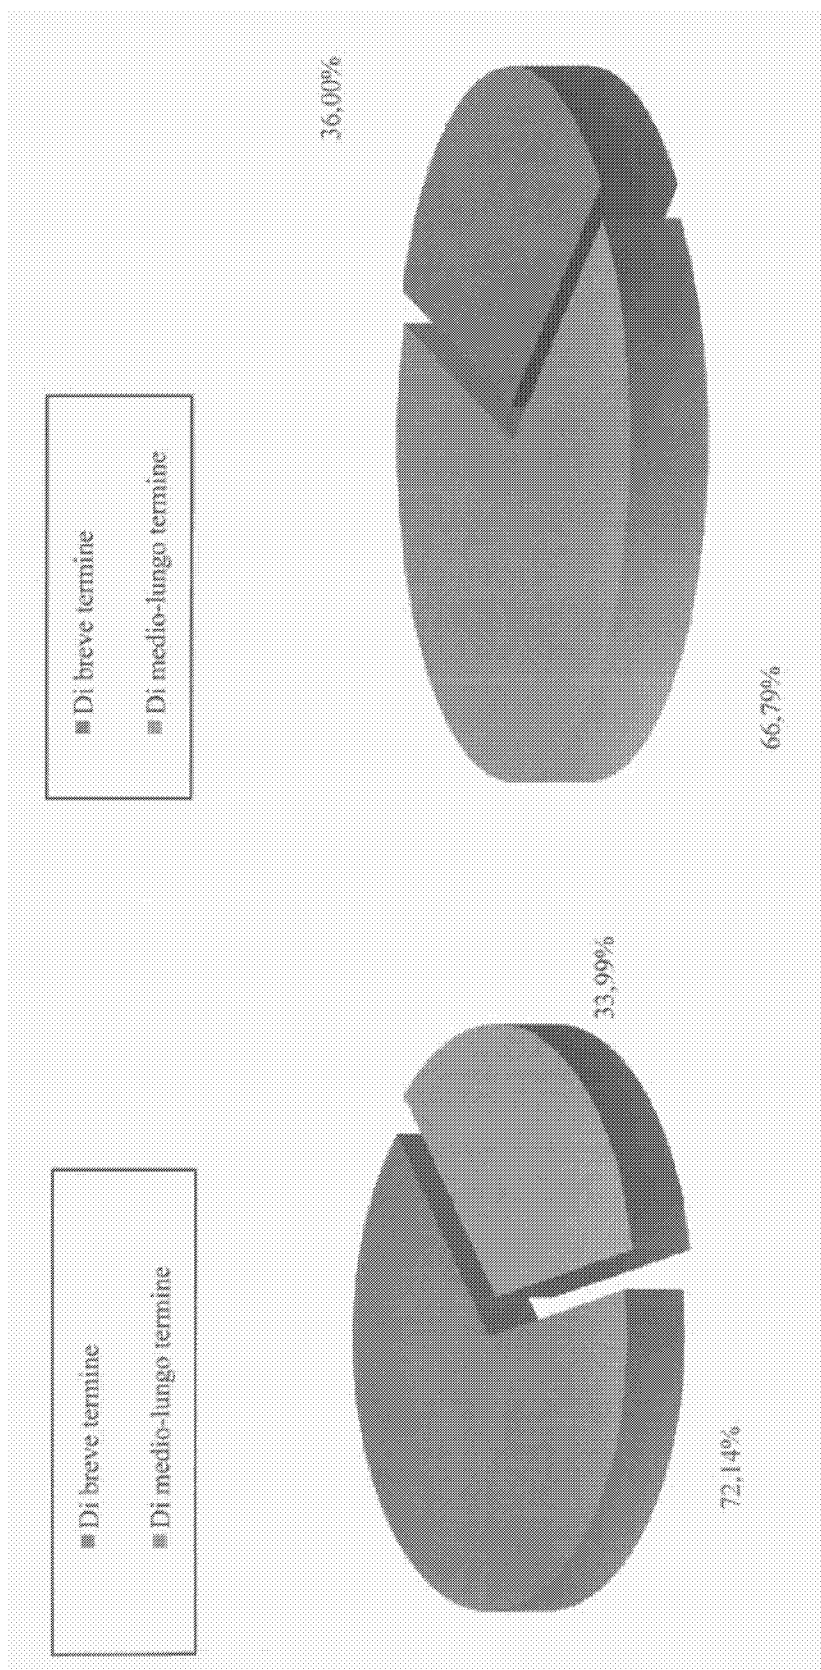 Di breve termine
Di medio-lungo termine
72,14%
33,99%
Di breve termine
Di medio-lungo termine
36,00%
66,79%